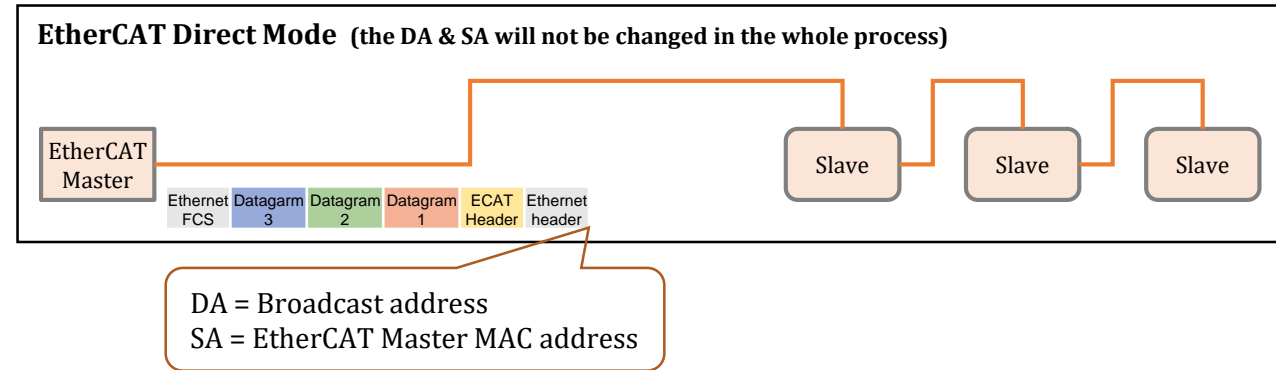 EtherCAT Direct Mode (the DA & SA will not be changed in the whole process)
EtherCAT
Master
Slave
Slave
Slave
Ethernet
FCS
Datagarm
3
Datagram
2
Datagram
1
ECAT
Header
Ethernet
header
DA = Broadcast address
SA = EtherCAT Master MAC address